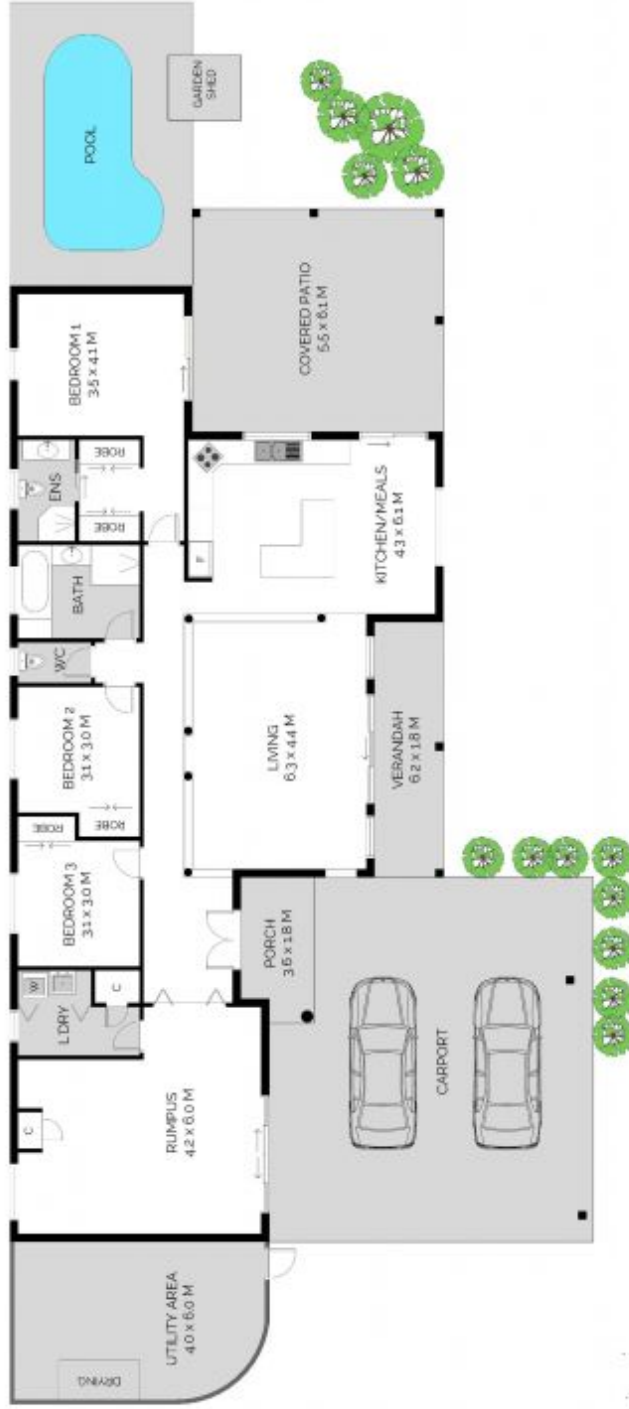 DRYING
UTILITY AREA
4.0 x 6.0 M
C
RUMPUS
4.2 x 6.0 M
W
L'DRY
C
BEDROOM 3
3.1 x 3.0 M
ROBE
ROBE
BEDROOM 2
3.1 x 3.0 M
WC
BATH
ENS
ROBE
ROBE
BEDROOM 1
3.5 x 4.1 M
POOL
GARDEN
SHED
PORCH
3.6 x 1.8 M
LIVING
6.3 x 4.4 M
F
KITCHEN/MEALS
4.3 x 6.1 M
COVERED PATIO
5.5 x 6.1 M
VERANDAH
6.2 x 1.8 M
CARPORT